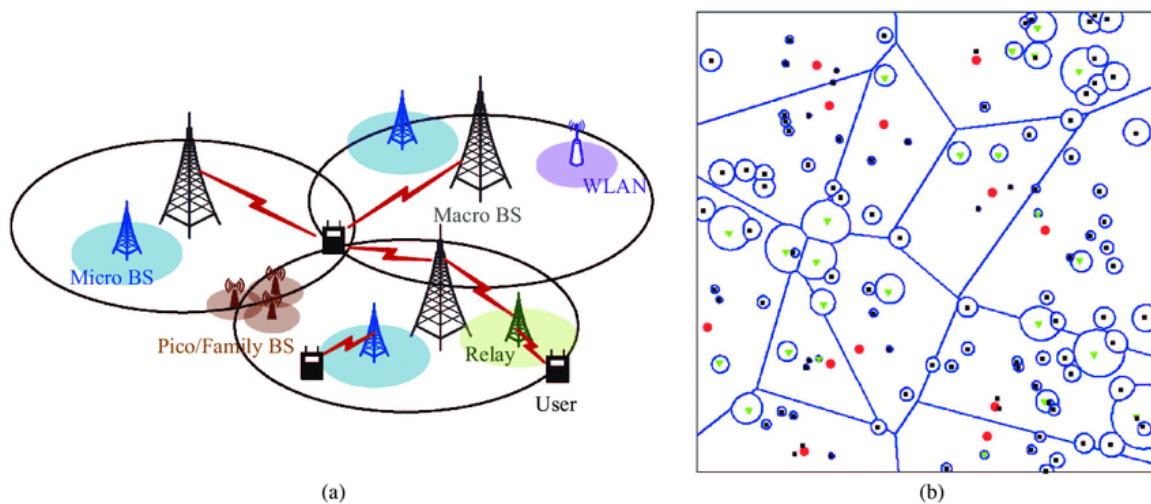 WLAN
Macro BS
Micro BS
Pico/Family BS
Relay
User
(a)
(b)